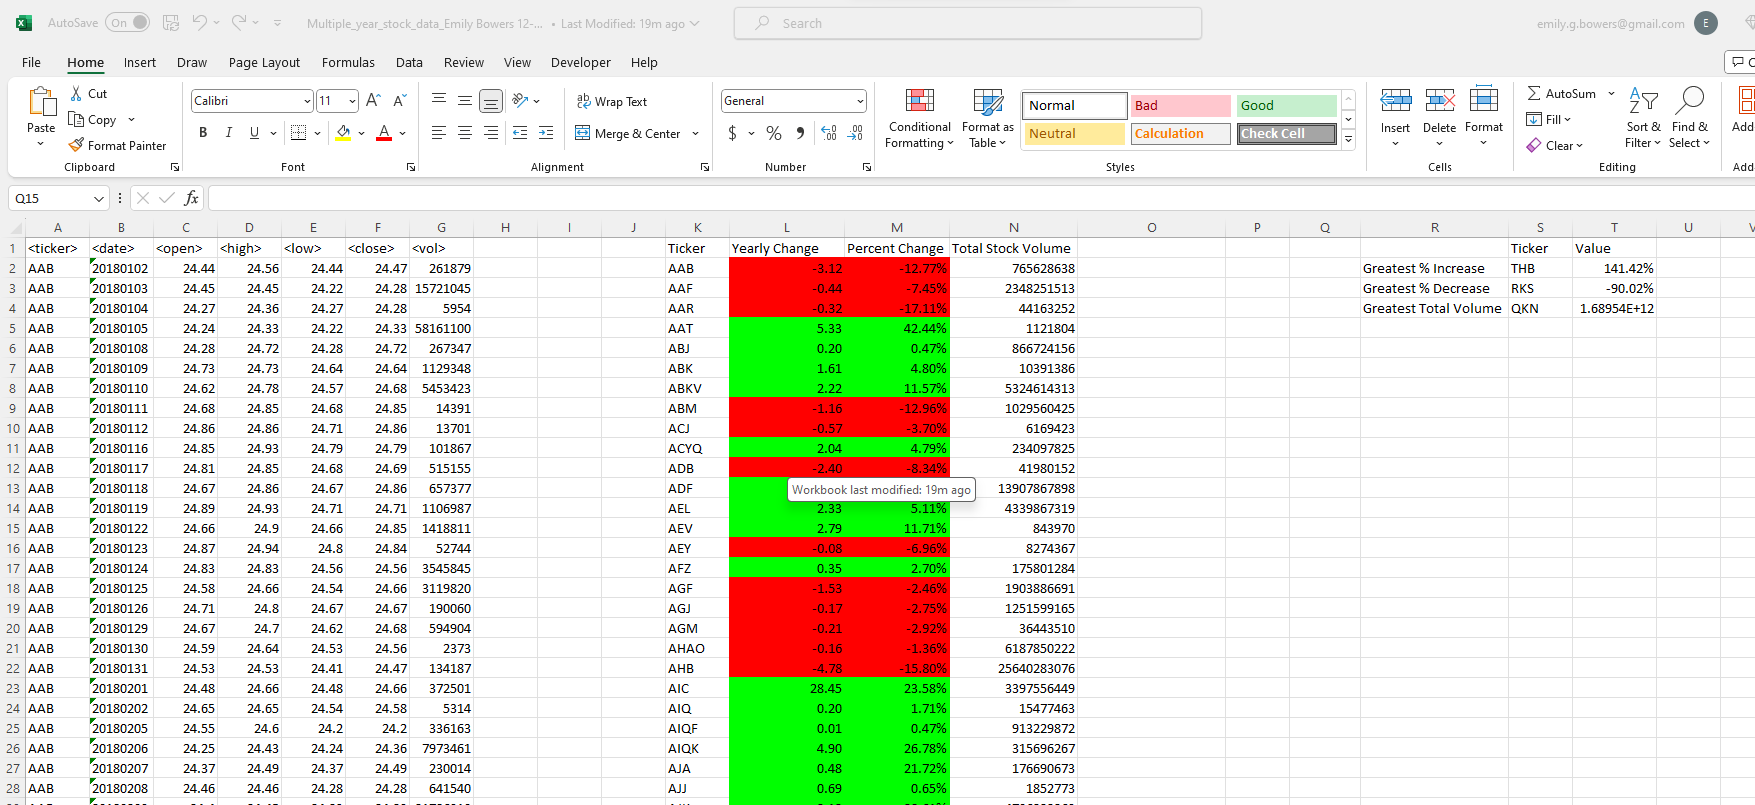 AutoSave On Multiple_year_stock_data_Emily Bowers 12-... • Last Modified: 19m ago Search emily.g.bowers@gmail.com E
File Home Insert Draw Page Layout Formulas Data Review View Developer Help
Paste Cut Copy Format Painter Clipboard
Calibri 11 B I U A Font
ab Wrap Text Merge & Center Alignment
General $ % Number
Conditional Formatting Format as Table Normal Bad Good Neutral Calculation Check Cell Styles
Insert Delete Format Cells
AutoSum Fill Clear Sort & Filter Find & Select Editing
Q15 fx
A B C D E F G H I J K L M N O P Q R S T U
1 <ticker> <date> <open> <high> <low> <close> <vol> Ticker Yearly Change Percent Change Total Stock Volume Ticker Value
2 AAB 20180102 24.44 24.56 24.44 24.47 261879 AAB -3.12 -12.77% 765628638 Greatest % Increase THB 141.42%
3 AAB 20180103 24.45 24.45 24.22 24.28 15721045 AAF -0.44 -7.45% 2348251513 Greatest % Decrease RKS -90.02%
4 AAB 20180104 24.27 24.36 24.27 24.28 5954 AAR -0.32 -17.11% 44163252 Greatest Total Volume QKN 1.68954E+12
5 AAB 20180105 24.24 24.33 24.22 24.33 58161100 AAT 5.33 42.44% 1121804
6 AAB 20180108 24.28 24.72 24.28 24.72 267347 ABJ 0.20 0.47% 866724156
7 AAB 20180109 24.73 24.73 24.64 24.64 1129348 ABK 1.61 4.80% 10391386
8 AAB 20180110 24.62 24.78 24.57 24.68 5453423 ABKV 2.22 11.57% 5324614313
9 AAB 20180111 24.68 24.85 24.68 24.85 14391 ABM -1.16 -12.96% 1029560425
10 AAB 20180112 24.86 24.86 24.71 24.86 13701 ACJ -0.57 -3.70% 6169423
11 AAB 20180116 24.85 24.93 24.79 24.79 101867 ACYQ 2.04 4.79% 234097825
12 AAB 20180117 24.81 24.85 24.68 24.69 515155 ADB -2.40 -8.34% 41980152
13 AAB 20180118 24.67 24.86 24.67 24.86 657377 ADF Workbook last modified: 19m ago 13907867898
14 AAB 20180119 24.89 24.93 24.71 24.71 1106987 AEL 2.33 5.11% 4339867319
15 AAB 20180122 24.66 24.9 24.66 24.85 1418811 AEV 2.79 11.71% 843970
16 AAB 20180123 24.87 24.94 24.8 24.84 52744 AEY -0.08 -6.96% 8274367
17 AAB 20180124 24.83 24.83 24.56 24.56 3545845 AFZ 0.35 2.70% 175801284
18 AAB 20180125 24.58 24.66 24.54 24.66 3119820 AGF -1.53 -2.46% 1903886691
19 AAB 20180126 24.71 24.8 24.67 24.67 190060 AGJ -0.17 -2.75% 1251599165
20 AAB 20180129 24.67 24.7 24.62 24.68 594904 AGM -0.21 -2.92% 36443510
21 AAB 20180130 24.59 24.64 24.53 24.56 2373 AHAO -0.16 -1.36% 6187850222
22 AAB 20180131 24.53 24.53 24.41 24.47 134187 AHB -4.78 -15.80% 25640283076
23 AAB 20180201 24.48 24.66 24.48 24.66 372501 AIC 28.45 23.58% 3397556449
24 AAB 20180202 24.65 24.65 24.54 24.58 5314 AIQ 0.20 1.71% 15477463
25 AAB 20180205 24.55 24.6 24.2 24.2 336163 AIQF 0.01 0.47% 913229872
26 AAB 20180206 24.25 24.43 24.24 24.36 7973461 AIQK 4.90 26.78% 315696267
27 AAB 20180207 24.37 24.49 24.37 24.49 230014 AJA 0.48 21.72% 176690673
28 AAB 20180208 24.46 24.46 24.28 24.28 641540 AJJ 0.69 0.65% 1852773